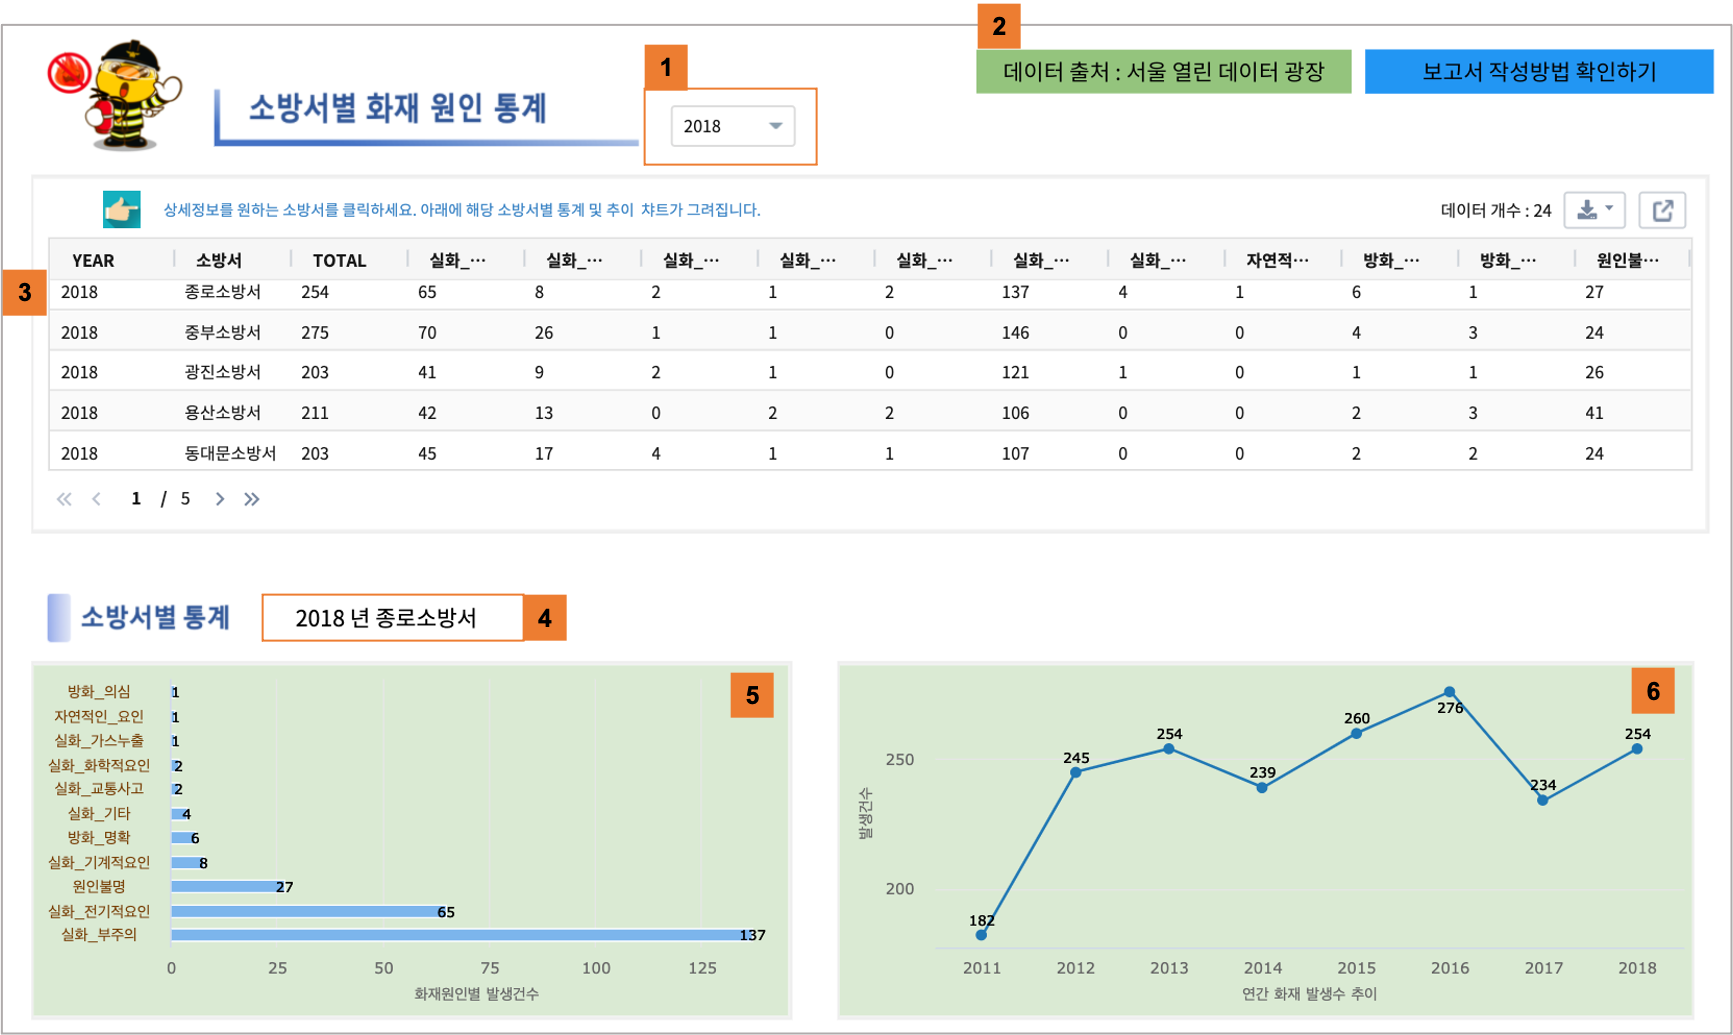 2
1
데이터 출처 : 서울 열린 데이터 광장
보고서 작성방법 확인하기
소방서별 화재 원인 통계
2018
상세정보를 원하는 소방서를 클릭하세요. 아래에 해당 소방서별 통계 및 추이 챠트가 그려집니다.
데이터 개수 : 24
YEAR 소방서 TOTAL 실화_… 실화_… 실화_… 실화_… 실화_… 실화_… 실화_… 자연적… 방화_… 방화_… 원인불…
3
2018 종로소방서 254 65 8 2 1 2 137 4 1 6 1 27
2018 중부소방서 275 70 26 1 1 0 146 0 0 4 3 24
2018 광진소방서 203 41 9 2 1 0 121 1 0 1 1 26
2018 용산소방서 211 42 13 0 2 2 106 0 0 2 3 41
2018 동대문소방서 203 45 17 4 1 1 107 0 0 2 2 24
1 / 5
소방서별 통계
2018 년 종로소방서
4
5
방화_의심 1
자연적인_요인 1
실화_가스누출 1
실화_화학적요인 2
실화_교통사고 2
실화_기타 4
방화_명확 6
실화_기계적요인 8
원인불명 27
실화_전기적요인 65
실화_부주의 137
0 25 50 75 100 125
화재원인별 발생건수
6
발생건수
250
200
182
245
254
239
260
276
234
254
2011 2012 2013 2014 2015 2016 2017 2018
연간 화재 발생수 추이